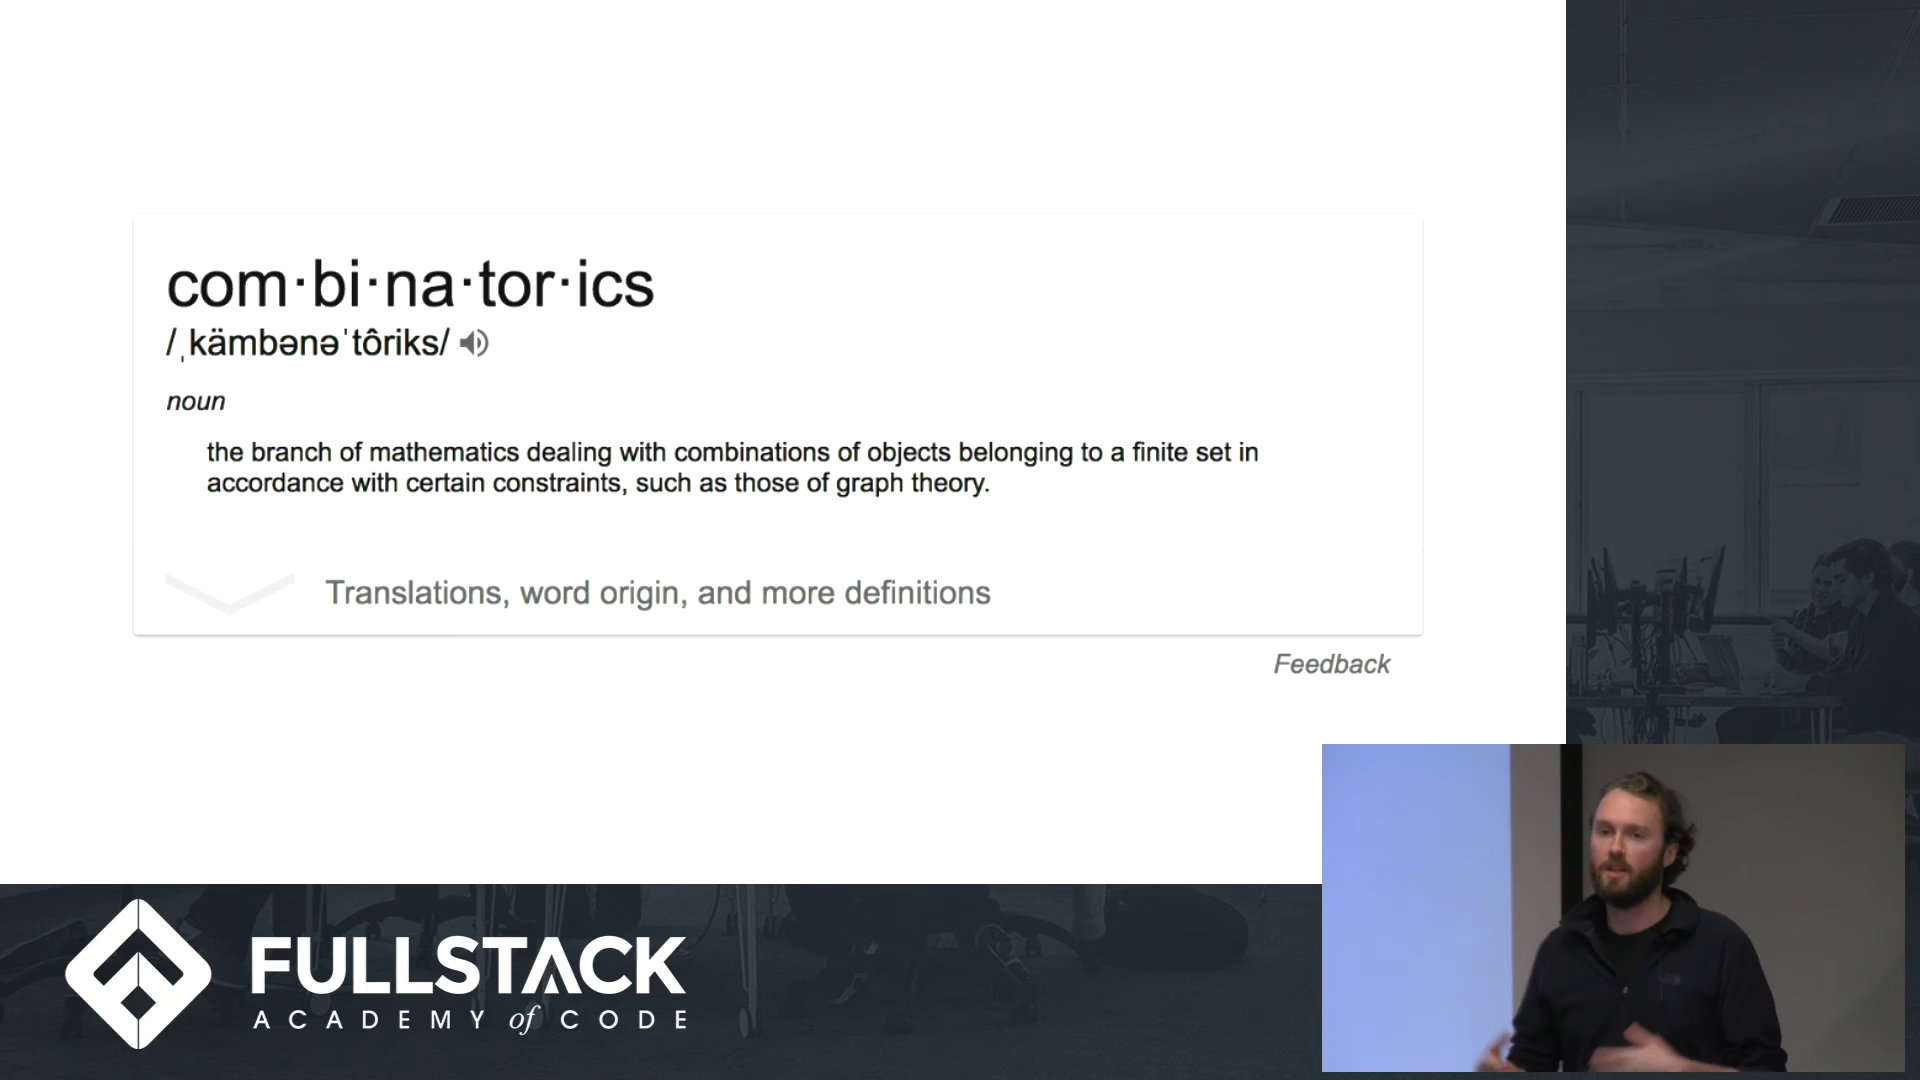 com·bi·na·tor·ics
/ˌkämbənəˈtôriks/
noun
the branch of mathematics dealing with combinations of objects belonging to a finite set in
accordance with certain constraints, such as those of graph theory.
Translations, word origin, and more definitions
Feedback
FULLSTACK
ACADEMY of CODE